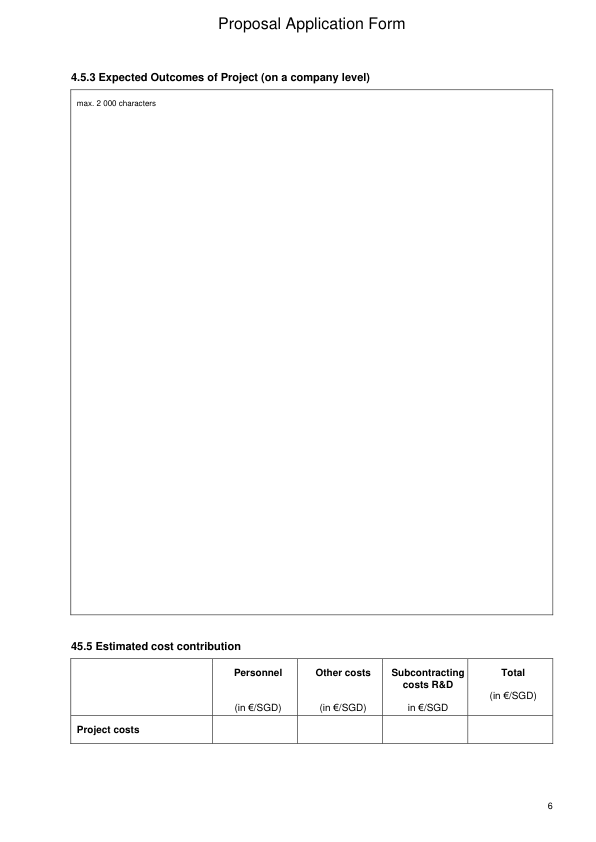 Proposal Application Form
4.5.3 Expected Outcomes of Project (on a company level)
max. 2 000 characters
45.5 Estimated cost contribution
Personnel
(in €/SGD)
Other costs
(in €/SGD)
Subcontracting
costs R&D
in €/SGD
Total
(in €/SGD)
Project costs
6